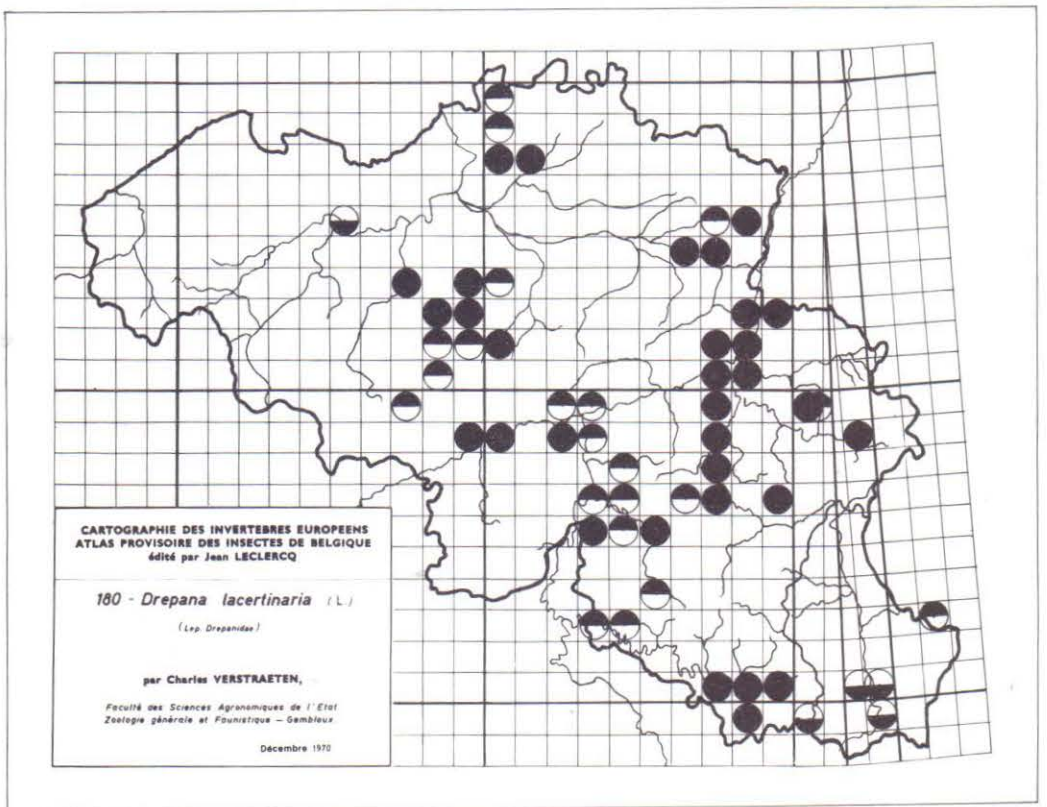 CARTOGRAPHIE DES INVERTEBRES EUROPEENS
ATLAS PROVISOIRE DES INSECTES DE BELGIQUE
édité par Jean LECLERCQ
180 - Drepana lacertinaria (L.)
(Lep. Drepanidae)
par Charles VERSTRAETEN,
Faculté des Sciences Agronomiques de l'Etat
Zoologie générale et Faunistique — Gembloux
Décembre 1970